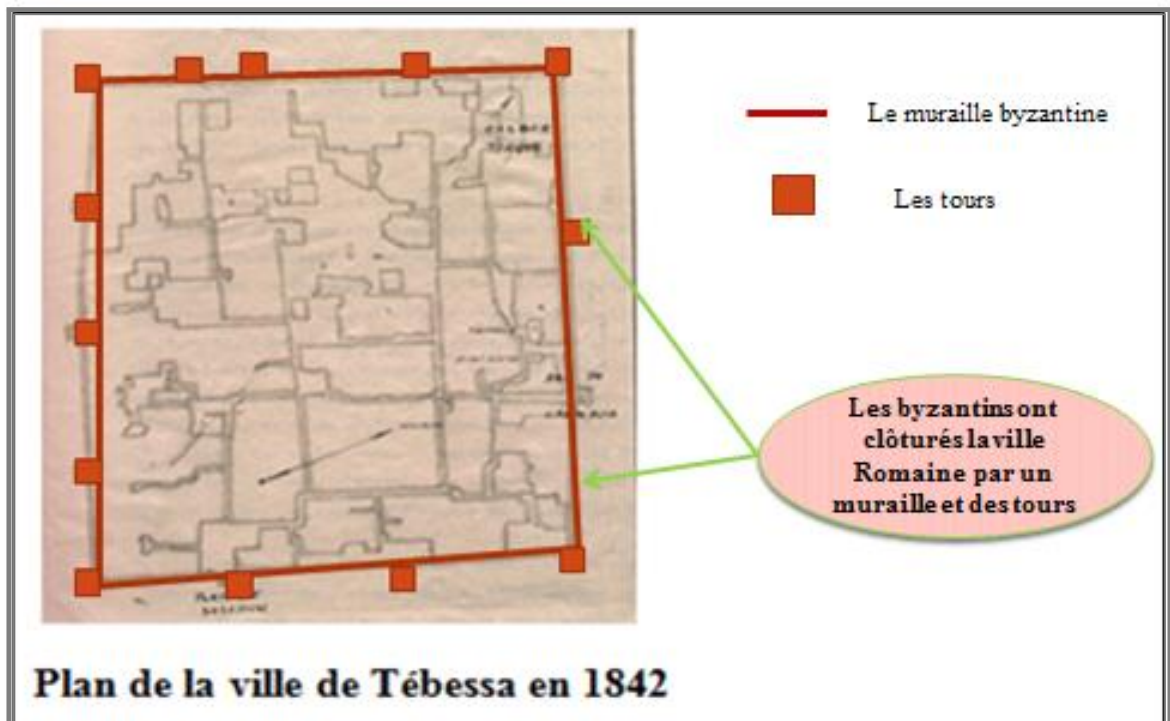 Le muraille byzantine
Les tours
Les byzantins ont
clôturés la ville
Romaine par un
muraille et des tours
Plan de la ville de Tébessa en 1842